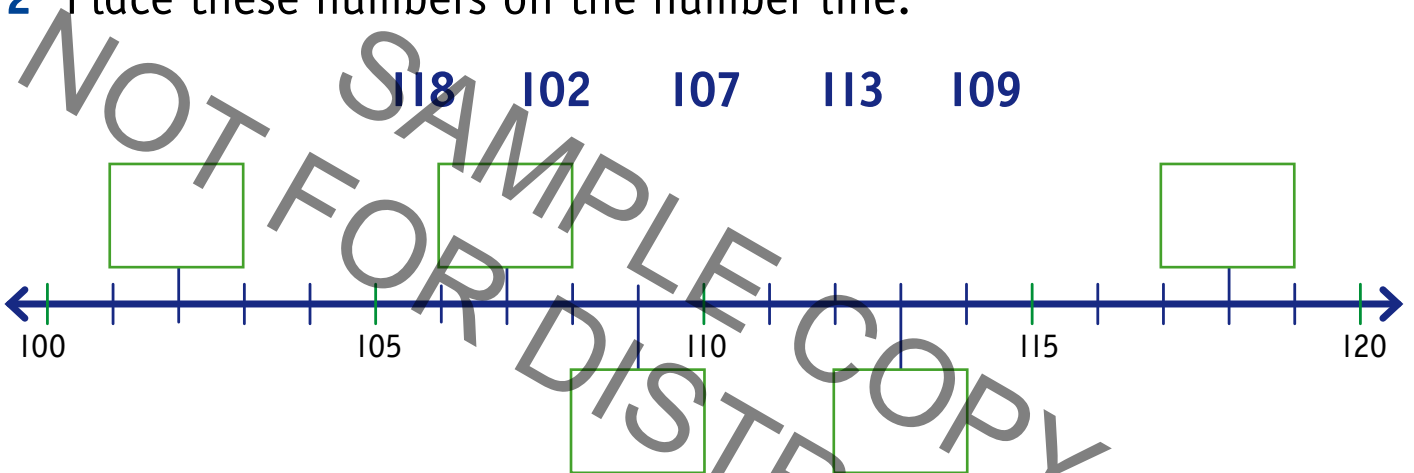 2 Place these numbers on the number line.
118 102 107 113 109
100 105 110 115 120
SAMPLE COPY
NOT FOR DISTR